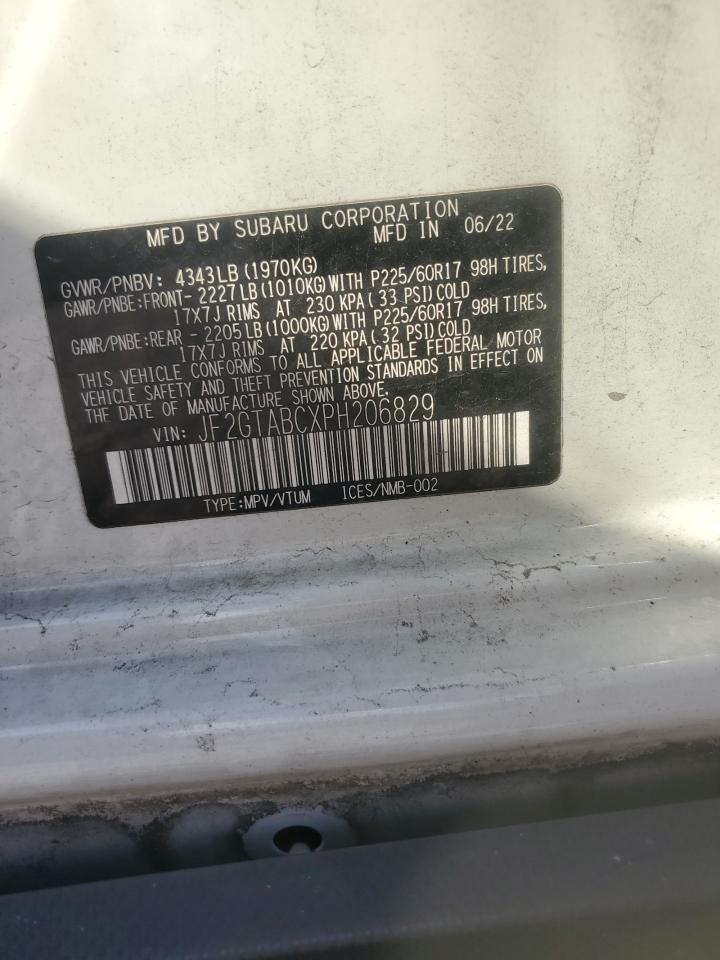 MFD BY SUBARU CORPORATION
MFD IN 06/22
GVWR/PNBV: 4343LB(1970KG)
GAWR/PNBE:FRONT- 2227LB(1010KG)WITH P225/60R17 98H TIRES,
17X7J RIMS AT 230 KPA(33 PSI)COLD
GAWR/PNBE:REAR - 2205LB(1000KG)WITH P225/60R17 98H TIRES,
17X7J RIMS AT 220 KPA(32 PSI)COLD
THIS VEHICLE CONFORMS TO ALL APPLICABLE FEDERAL MOTOR
VEHICLE SAFETY AND THEFT PREVENTION STANDARDS IN EFFECT ON
THE DATE OF MANUFACTURE SHOWN ABOVE.
VIN: JF2GTABCXPH206829
TYPE:MPV/VTUM ICES/NMB-002